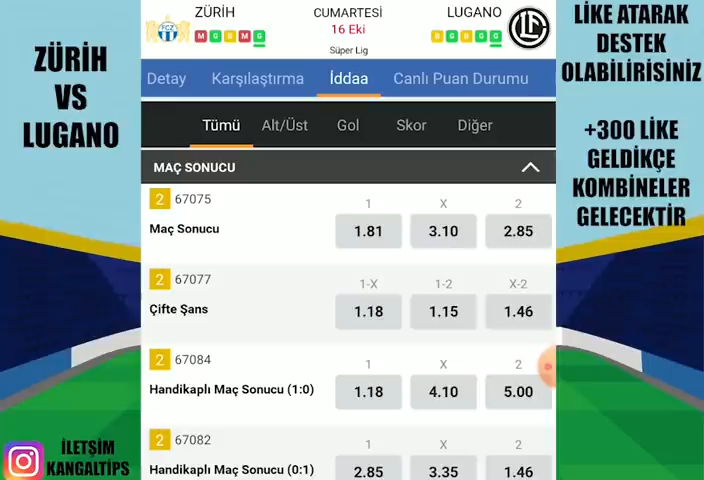 ZÜRİH
VS
LUGANO
ZÜRİH
M G B M G
CUMARTESİ
16 Eki
Süper Lig
LUGANO
B G B G G
Detay Karşılaştırma İddaa Canlı Puan Durumu
Tümü Alt/Üst Gol Skor Diğer
MAÇ SONUCU
2 67075
1 X 2
Maç Sonucu
1.81 3.10 2.85
2 67077
1-X 1-2 X-2
Çifte Şans
1.18 1.15 1.46
2 67084
1 X 2
Handikaplı Maç Sonucu (1:0)
1.18 4.10 5.00
2 67082
1 X 2
Handikaplı Maç Sonucu (0:1)
2.85 3.35 1.46
LİKE ATARAK
DESTEK
OLABİLİRİSİNİZ
+300 LİKE
GELDİKÇE
KOMBİNELER
GELECEKTİR
İLETŞİM
KANGALTİPS